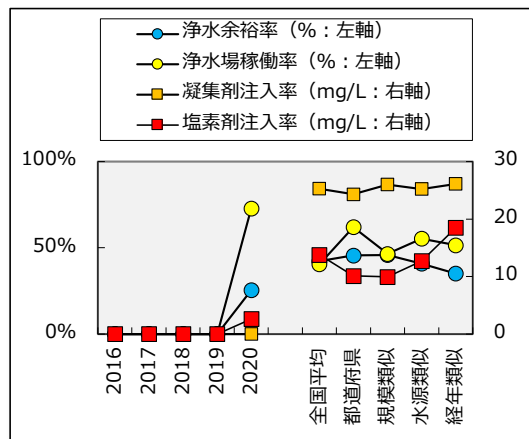 浄水余裕率（%：左軸）
浄水場稼働率（%：左軸）
凝集剤注入率（mg/L：右軸）
塩素剤注入率（mg/L：右軸）
100%
50%
0%
30
20
10
0
2016
2017
2018
2019
2020
全国平均
都道府県
規模類似
水源類似
経年類似